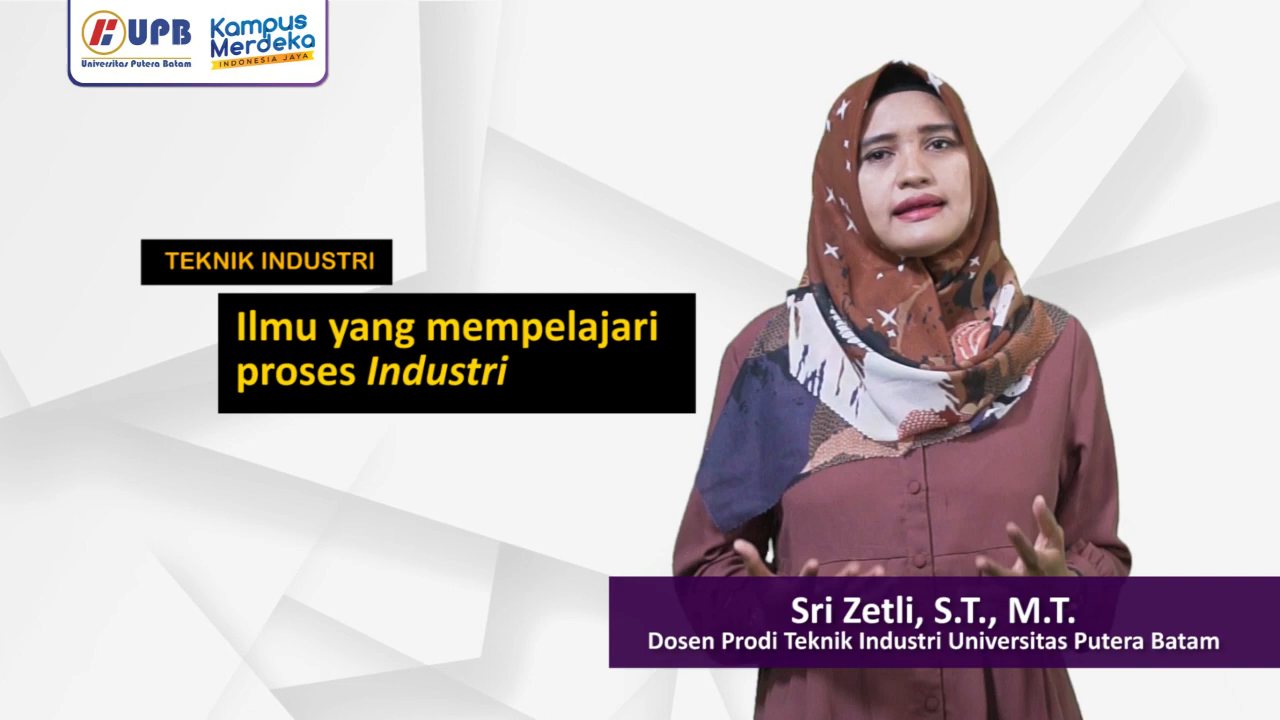 UPB
Universitas Putera Batam
Kampus
Merdeka
INDONESIA JAYA
TEKNIK INDUSTRI
Ilmu yang mempelajari
proses Industri
Sri Zetli, S.T., M.T.
Dosen Prodi Teknik Industri Universitas Putera Batam